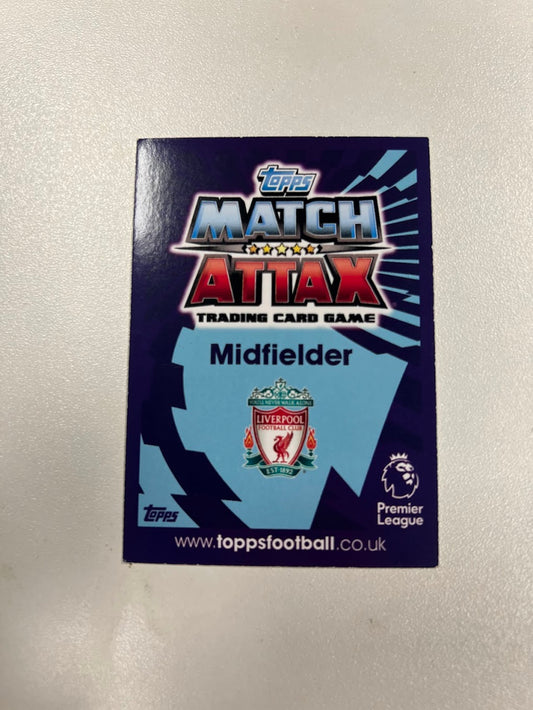 topps
MATCH
ATTAX
TRADING CARD GAME
Midfielder
YOU'LL NEVER WALK ALONE
LIVERPOOL
FOOTBALL CLUB
EST·1892
topps
Premier
League
www.toppsfootball.co.uk